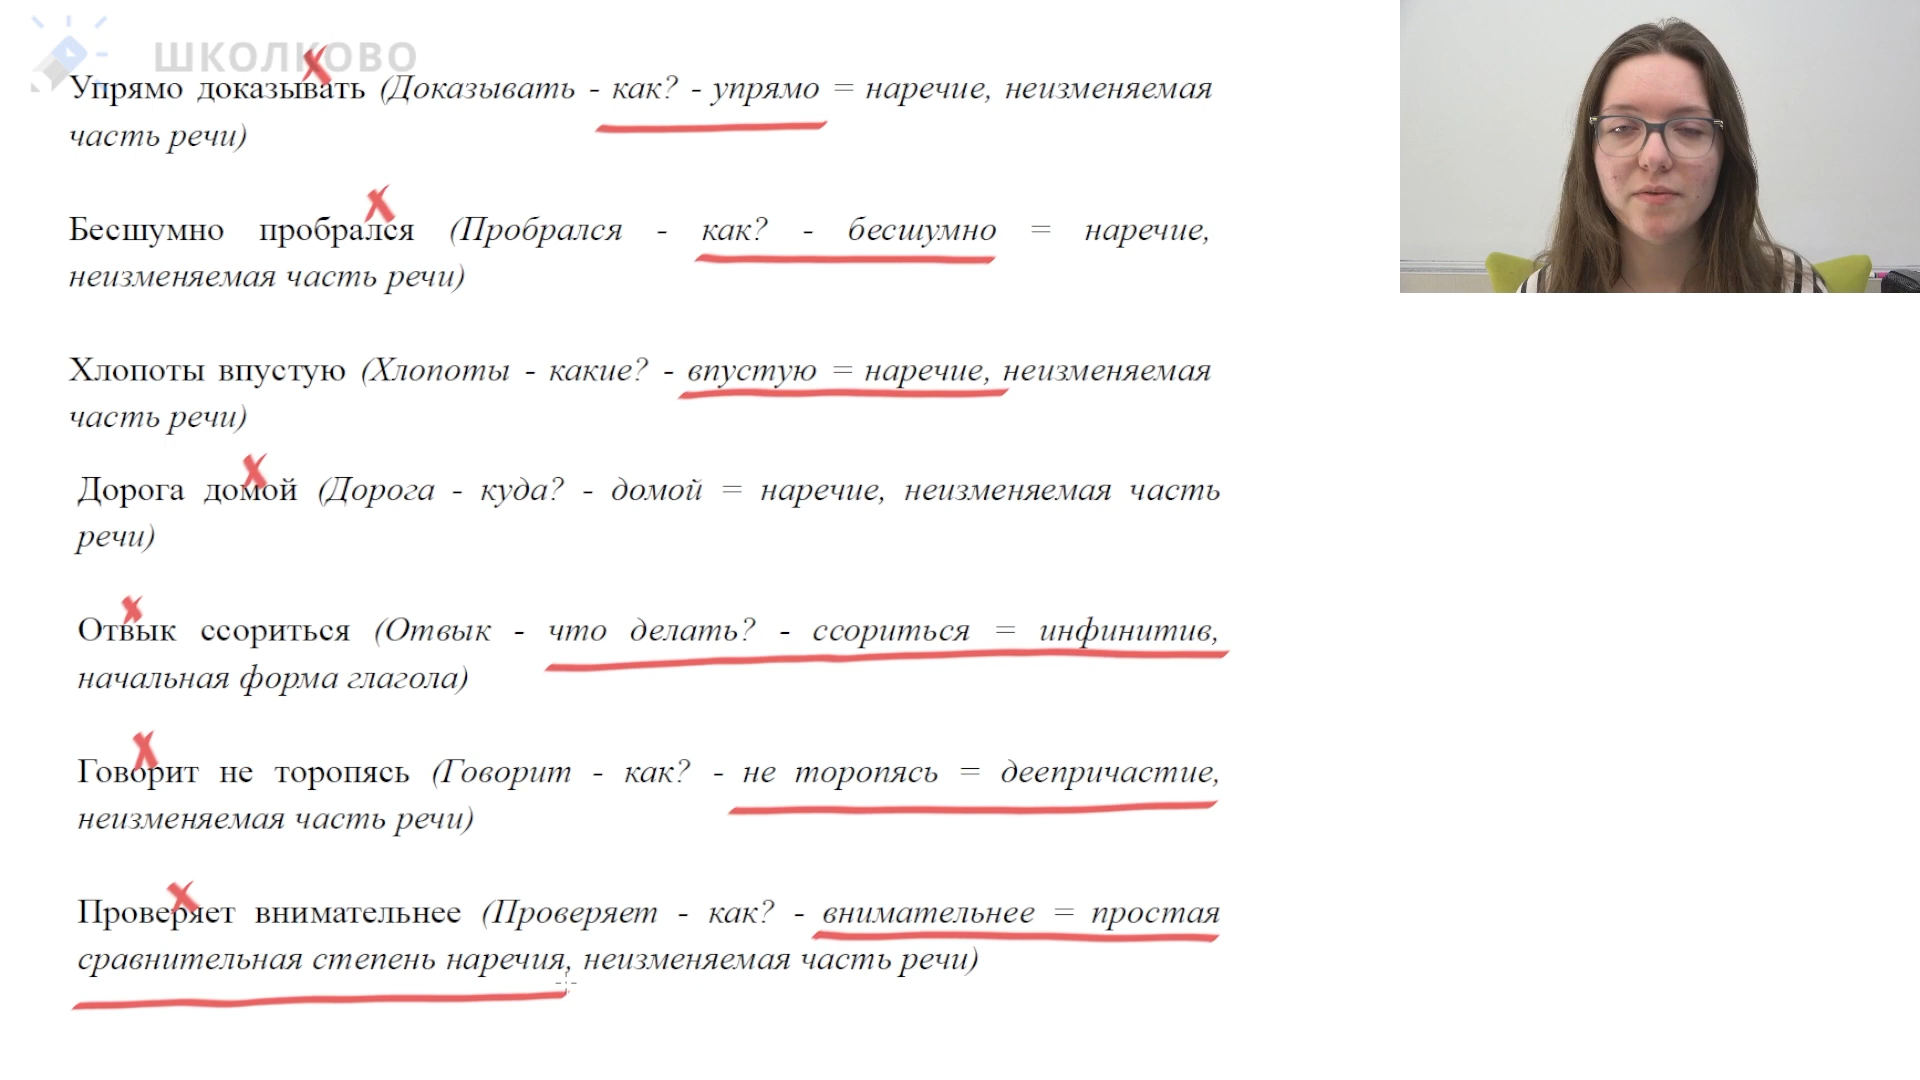 ШКОЛКОВО
Упрямо доказывать (Доказывать - как? - упрямо = наречие, неизменяемая
часть речи)
Бесшумно пробрался (Пробрался - как? - бесшумно = наречие,
неизменяемая часть речи)
Хлопоты впустую (Хлопоты - какие? - впустую = наречие, неизменяемая
часть речи)
Дорога домой (Дорога - куда? - домой = наречие, неизменяемая часть
речи)
Отвык ссориться (Отвык - что делать? - ссориться = инфинитив,
начальная форма глагола)
Говорит не торопясь (Говорит - как? - не торопясь = деепричастие,
неизменяемая часть речи)
Проверяет внимательнее (Проверяет - как? - внимательнее = простая
сравнительная степень наречия, неизменяемая часть речи)